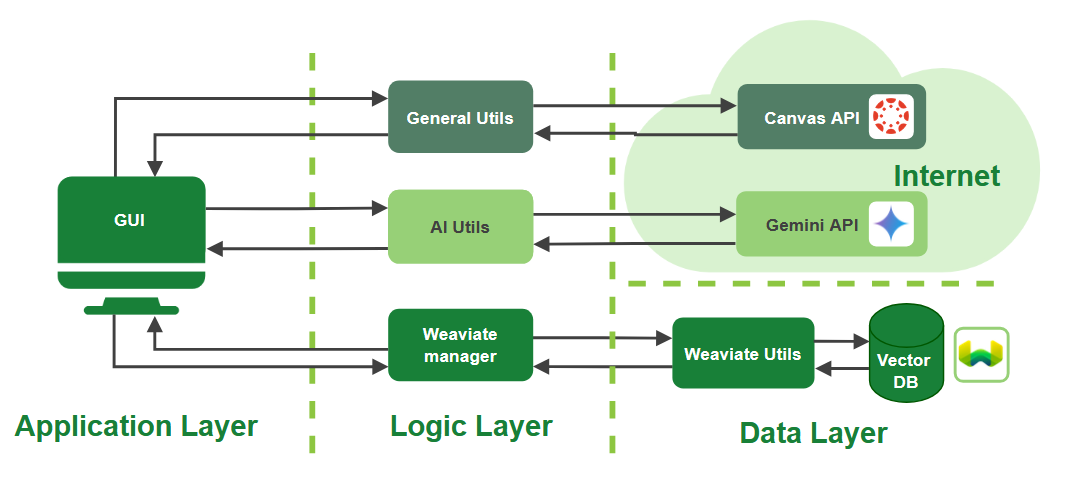 General Utils
Canvas API
Internet
GUI
AI Utils
Gemini API
Weaviate
manager
Weaviate Utils
Vector
DB
Application Layer
Logic Layer
Data Layer